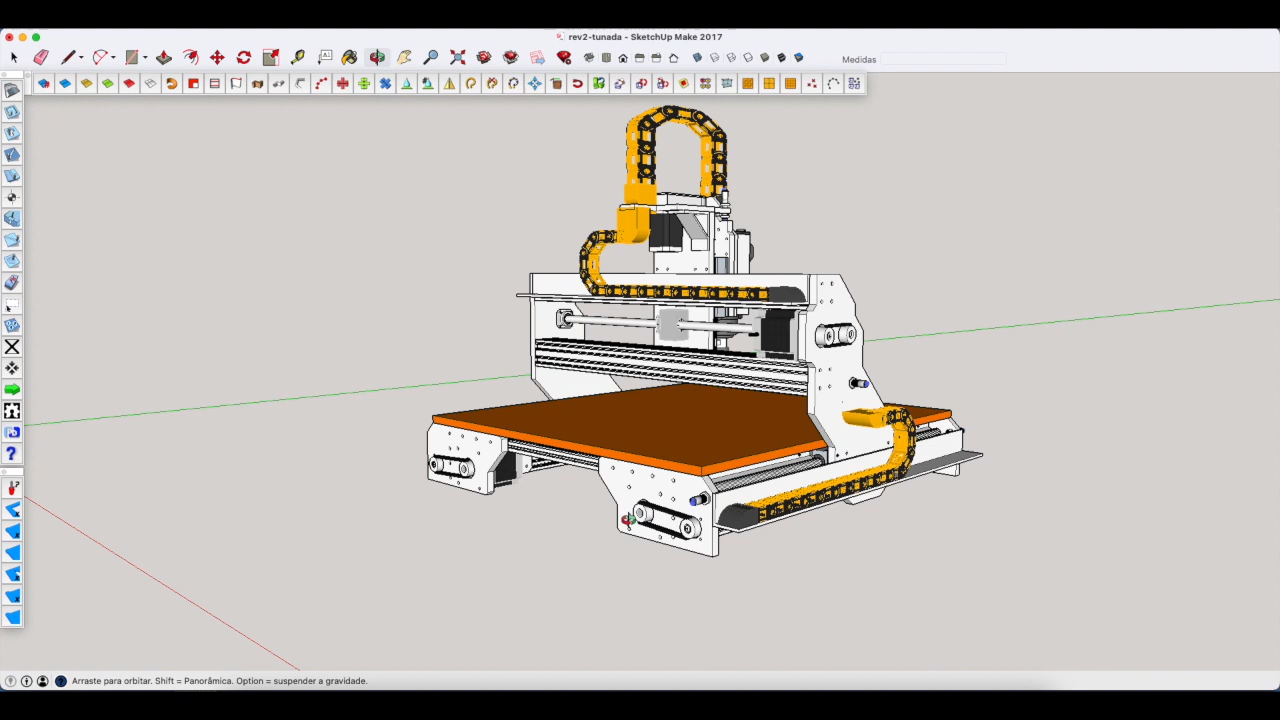 rev2-tunada - SketchUp Make 2017
Medidas
Arraste para orbitar. Shift = Panorâmica. Option = suspender a gravidade.